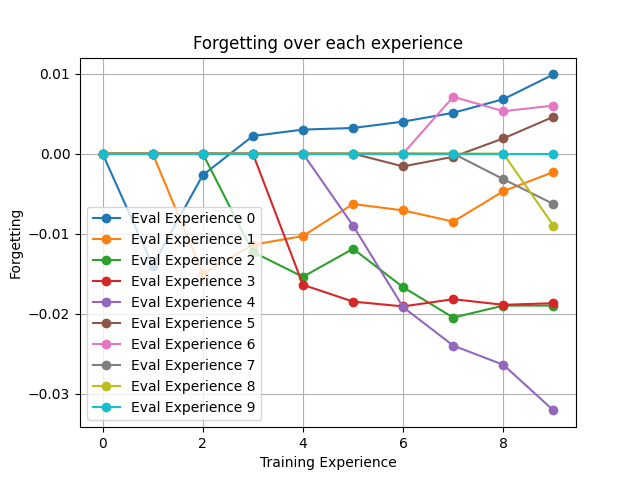 Forgetting over each experience
0.01
0.00
−0.01
−0.02
−0.03
Forgetting
Eval Experience 0
Eval Experience 1
Eval Experience 2
Eval Experience 3
Eval Experience 4
Eval Experience 5
Eval Experience 6
Eval Experience 7
Eval Experience 8
Eval Experience 9
0 2 4 6 8
Training Experience